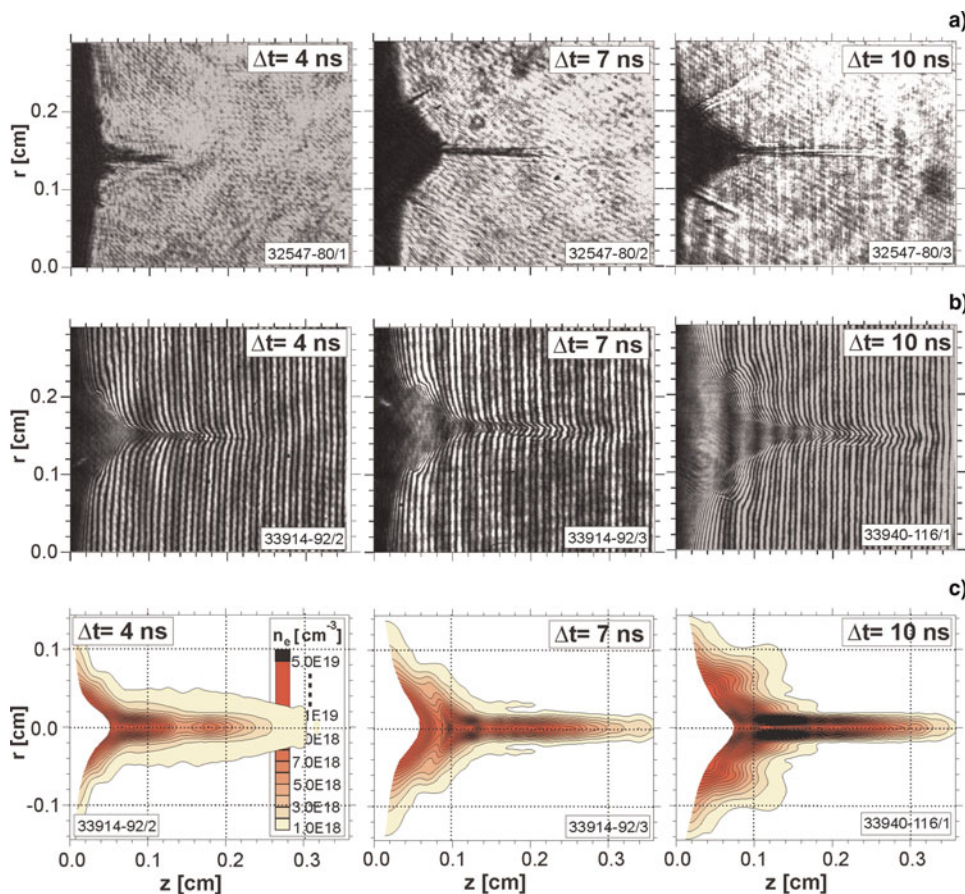 a)
Δt= 4 ns
Δt= 7 ns
Δt= 10 ns
r [cm]
0.2
0.1
0.0
32547-80/1
32547-80/2
32547-80/3
b)
Δt= 4 ns
Δt= 7 ns
Δt= 10 ns
r [cm]
0.2
0.1
0.0
33914-92/2
33914-92/3
33940-116/1
c)
Δt= 4 ns
Δt= 7 ns
Δt= 10 ns
nₑ [cm⁻³]
5.0E19
1E19
0E18
7.0E18
5.0E18
3.0E18
1.0E18
r [cm]
0.1
0.0
-0.1
33914-92/2
33914-92/3
33940-116/1
0.0 0.1 0.2 0.3 0.0 0.1 0.2 0.3 0.0 0.1 0.2 0.3
z [cm] z [cm] z [cm]